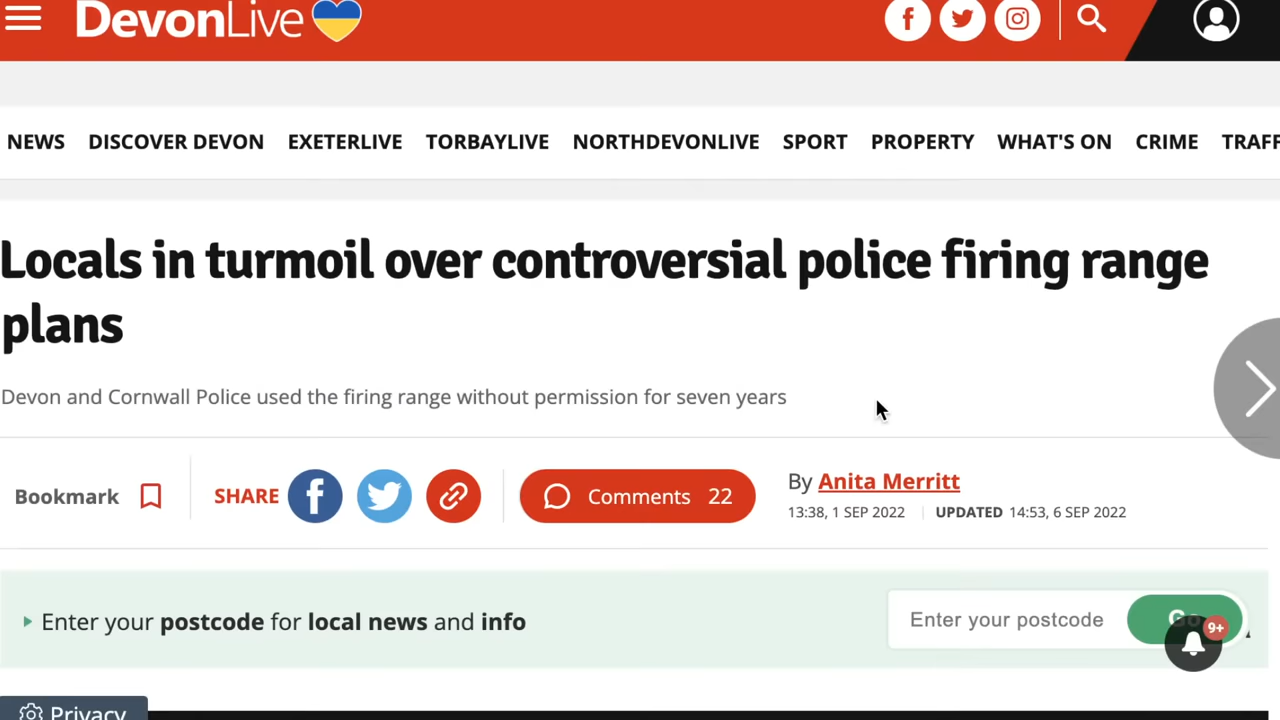 DevonLive
NEWS DISCOVER DEVON EXETERLIVE TORBAYLIVE NORTHDEVONLIVE SPORT PROPERTY WHAT'S ON CRIME TRAFF
Locals in turmoil over controversial police firing range
plans
Devon and Cornwall Police used the firing range without permission for seven years
Bookmark SHARE Comments 22 By Anita Merritt
13:38, 1 SEP 2022 UPDATED 14:53, 6 SEP 2022
Enter your postcode for local news and info Enter your postcode Go
9+
Privacy